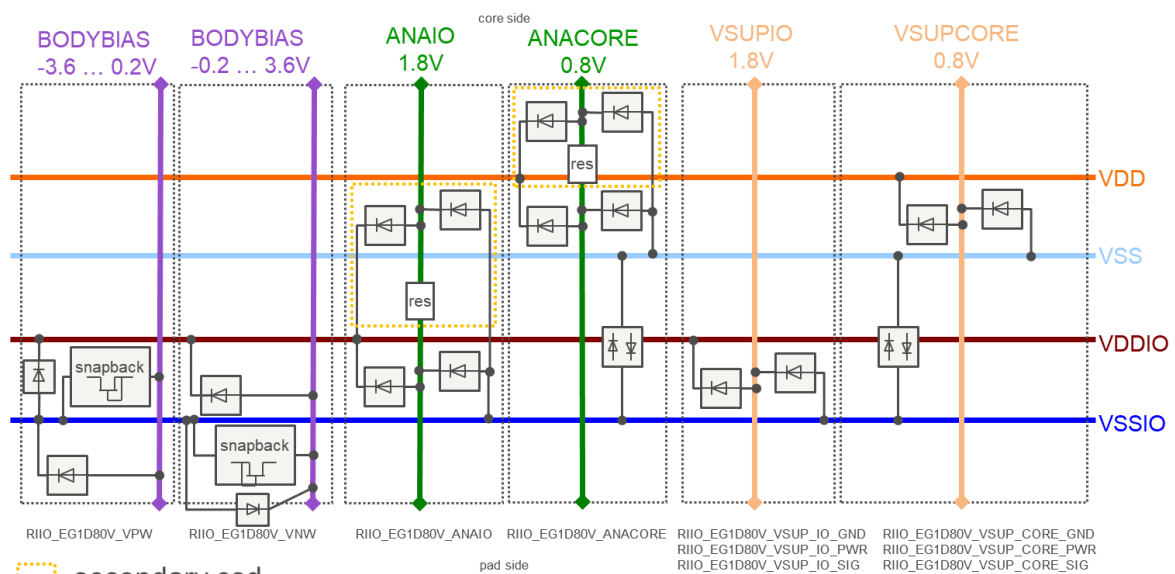 core side
BODYBIAS
-3.6 ... 0.2V
BODYBIAS
-0.2 ... 3.6V
ANAIO
1.8V
ANACORE
0.8V
VSUPIO
1.8V
VSUPCORE
0.8V
res
VDD
VSS
res
VDDIO
snapback
VSSIO
snapback
RIIO_EG1D80V_VPW
RIIO_EG1D80V_VNW
RIIO_EG1D80V_ANAIO
RIIO_EG1D80V_ANACORE
RIIO_EG1D80V_VSUP_IO_GND
RIIO_EG1D80V_VSUP_IO_PWR
RIIO_EG1D80V_VSUP_IO_SIG
RIIO_EG1D80V_VSUP_CORE_GND
RIIO_EG1D80V_VSUP_CORE_PWR
RIIO_EG1D80V_VSUP_CORE_SIG
secondary esd
pad side